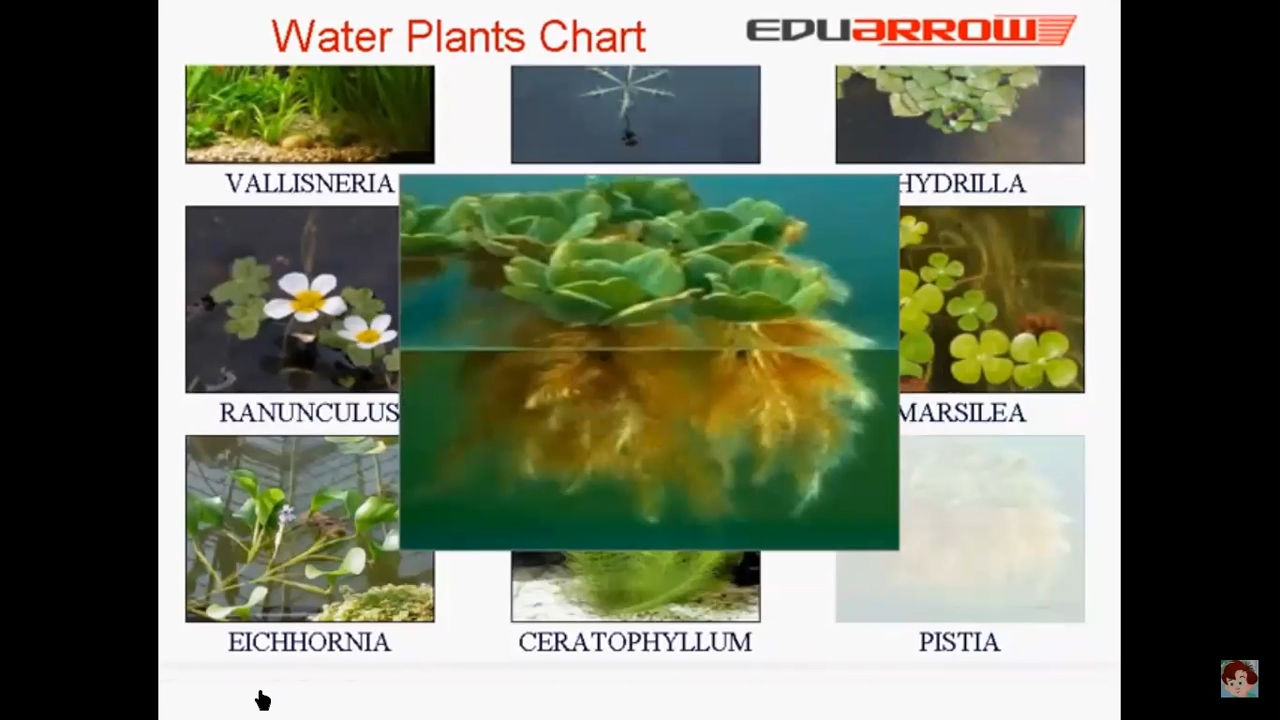 Water Plants Chart
EDUARROW
VALLISNERIA
HYDRILLA
RANUNCULUS
MARSILEA
EICHHORNIA
CERATOPHYLLUM
PISTIA